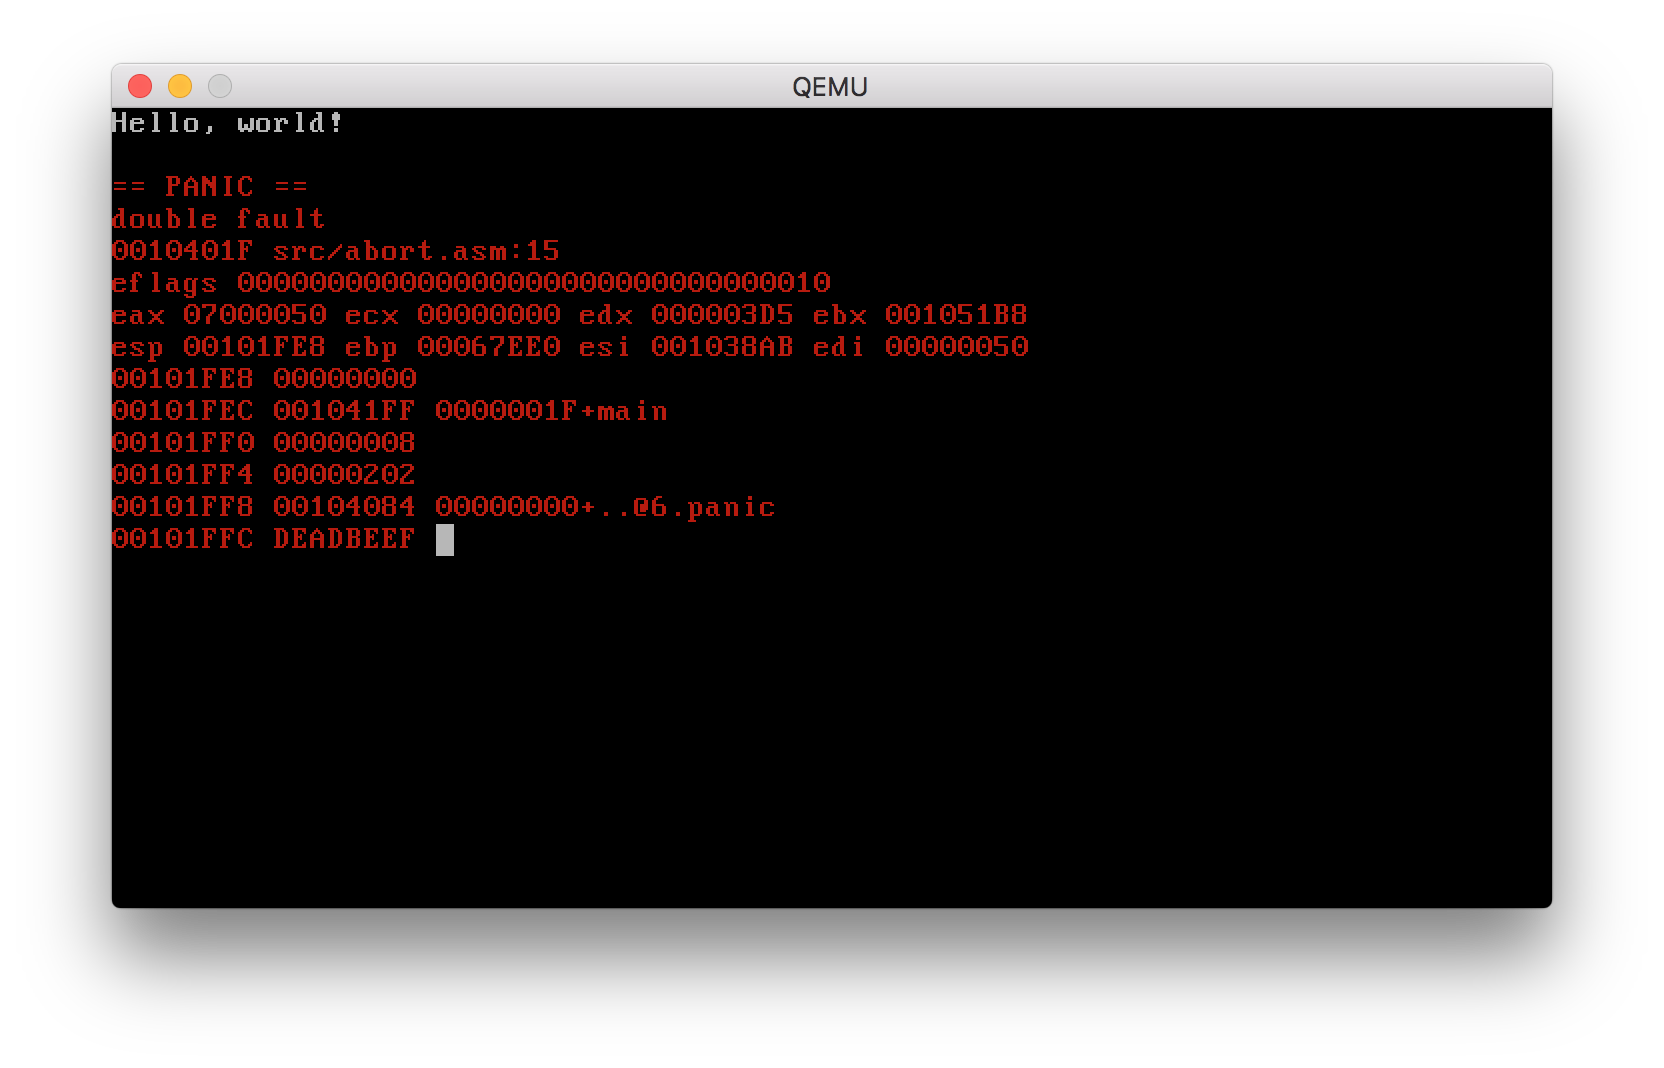 QEMU
Hello, world!
== PANIC ==
double fault
0010401F src/abort.asm:15
eflags 000000000000000000000000000000010
eax 07000050 ecx 00000000 edx 000003D5 ebx 001051B8
esp 00101FE8 ebp 00067EE0 esi 001038AB edi 00000050
00101FE8 00000000
00101FEC 001041FF 0000001F+main
00101FF0 00000008
00101FF4 00000202
00101FF8 00104084 00000000+..@6.panic
00101FFC DEADBEEF